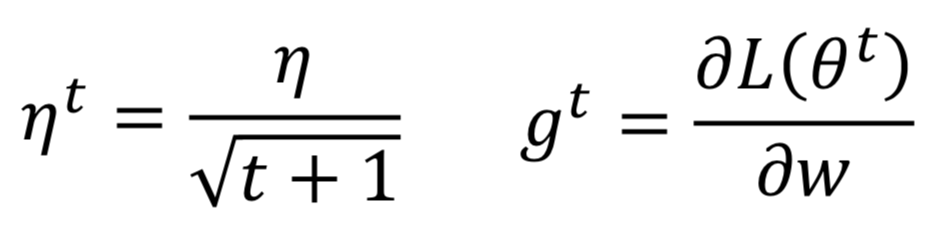 η^t = η / √(t + 1)    g^t = ∂L(θ^t) / ∂w